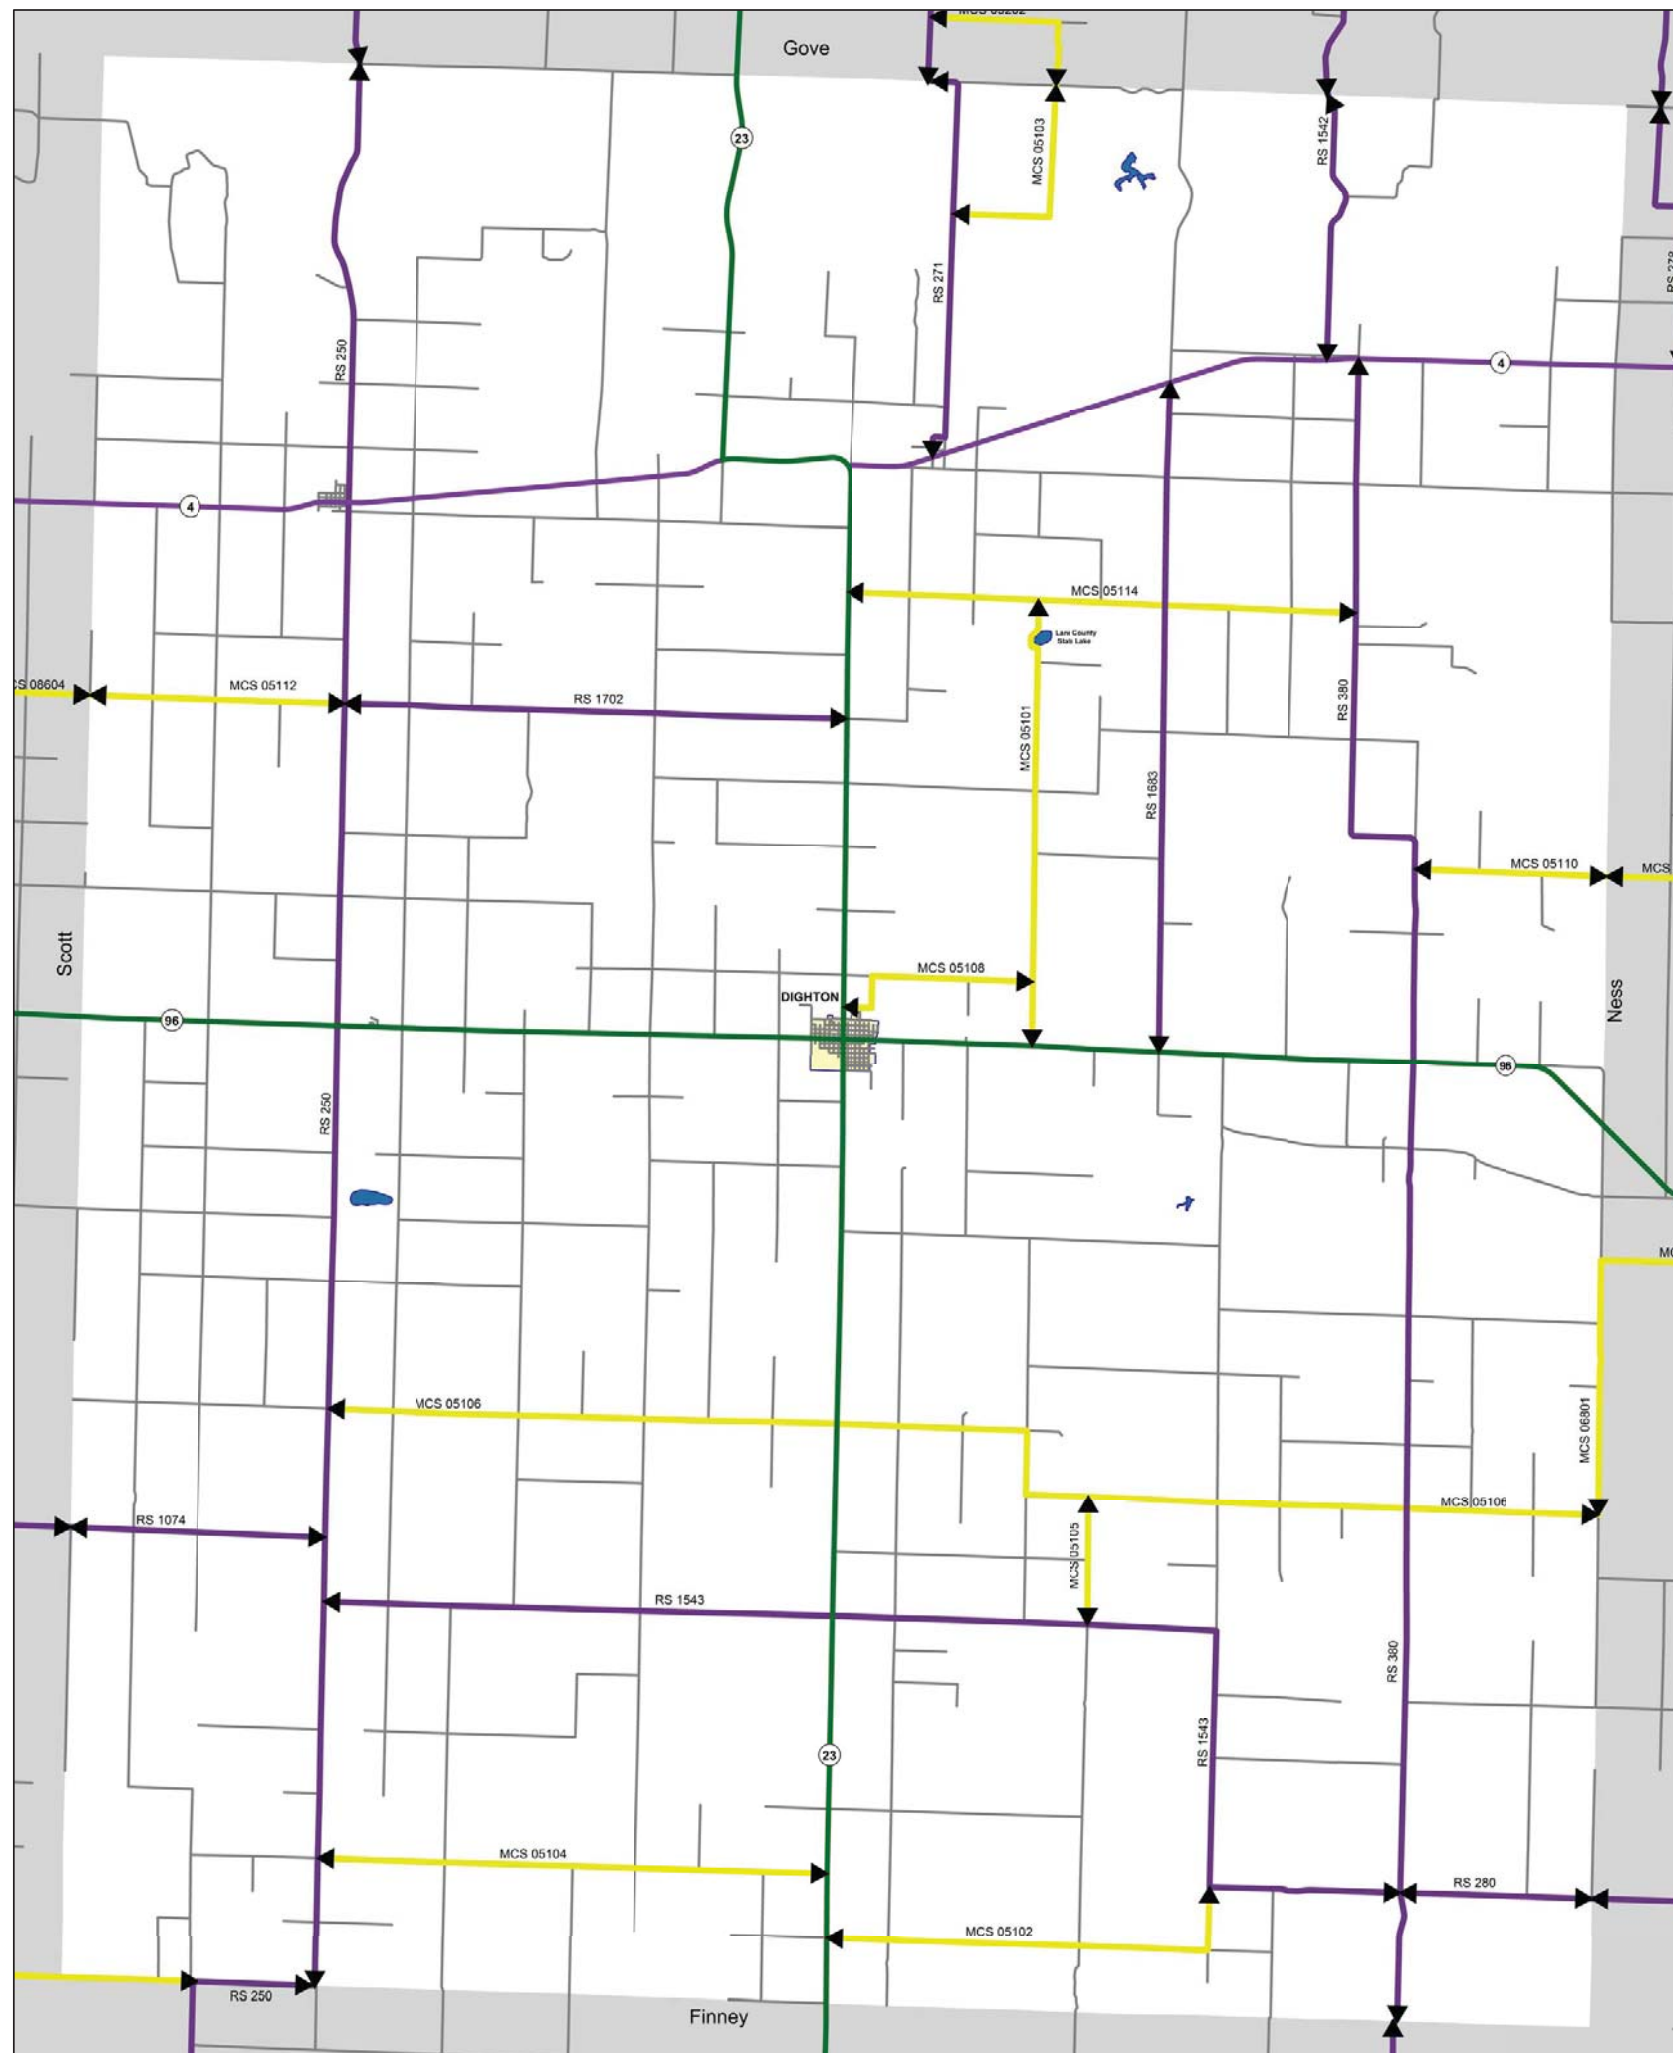 Gove
23
MCS 05103
RS 1542
RS 271
RS 250
4
4
MCS 05114
Lane County
State Lake
CS 08604
MCS 05112
RS 1702
RS 380
MCS 05101
RS 1683
MCS 05110
MCS
Scott
MCS 05108
DIGHTON
Ness
96
96
RS 250
MC
MCS 05106
MCS 06801
MCS 05106
RS 1074
MCS 05105
RS 1543
RS 380
RS 1543
23
MCS 05104
RS 280
MCS 05102
RS 250
Finney